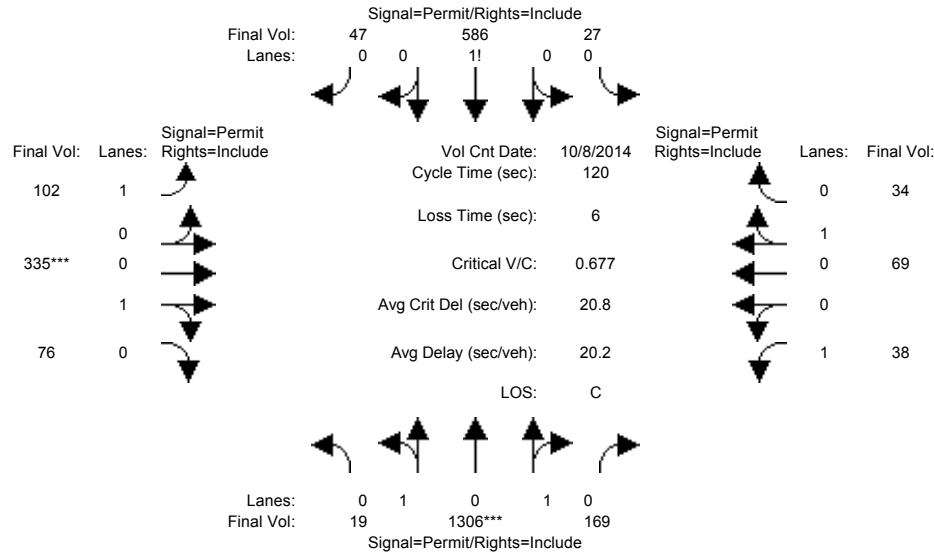 Signal=Permit/Rights=Include
Final Vol: 47 586 27
Lanes: 0 0 1! 0 0
Signal=Permit
Final Vol: Lanes: Rights=Include
Vol Cnt Date: 10/8/2014
Signal=Permit
Rights=Include Lanes: Final Vol:
Cycle Time (sec): 120
102 1 0 34
Loss Time (sec): 6
0 1
335*** 0 Critical V/C: 0.677 0 69
1 Avg Crit Del (sec/veh): 20.8 0
76 0 Avg Delay (sec/veh): 20.2 1 38
LOS: C
Lanes: 0 1 0 1 0
Final Vol: 19 1306*** 169
Signal=Permit/Rights=Include